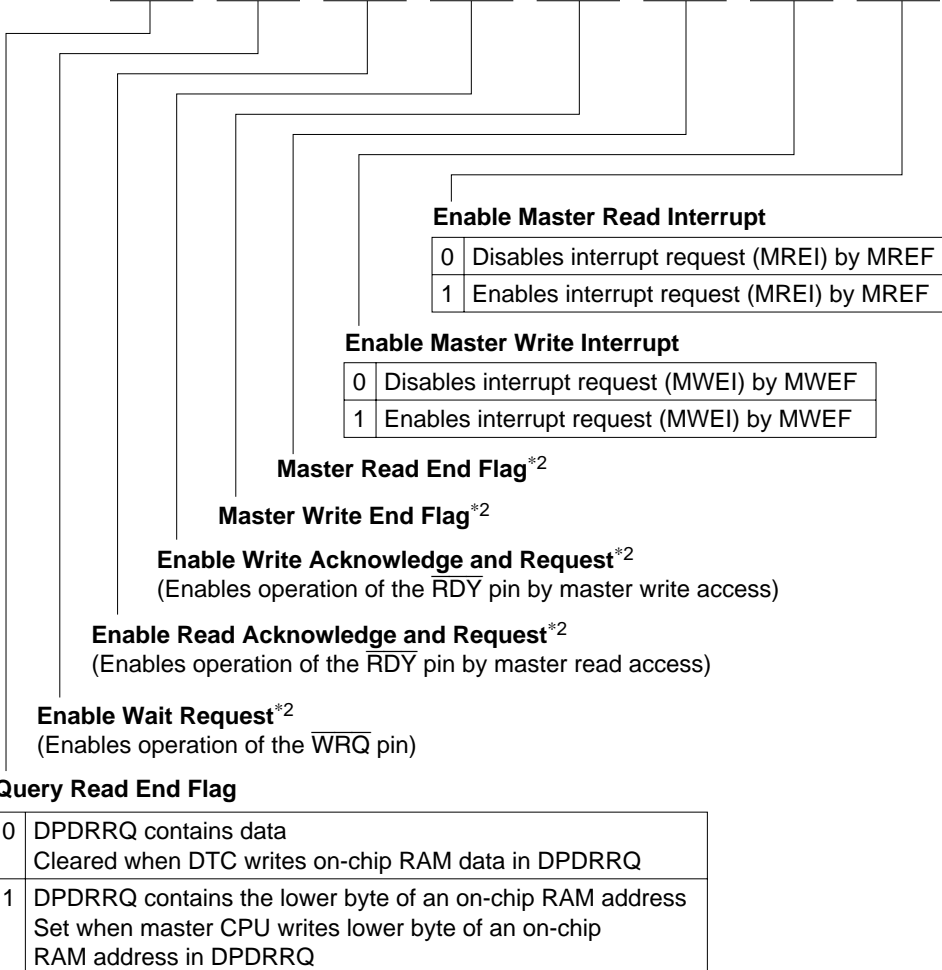 Enable Master Read Interrupt
0 Disables interrupt request (MREI) by MREF
1 Enables interrupt request (MREI) by MREF
Enable Master Write Interrupt
0 Disables interrupt request (MWEI) by MWEF
1 Enables interrupt request (MWEI) by MWEF
Master Read End Flag*2
Master Write End Flag*2
Enable Write Acknowledge and Request*2
(Enables operation of the RDY pin by master write access)
Enable Read Acknowledge and Request*2
(Enables operation of the RDY pin by master read access)
Enable Wait Request*2
(Enables operation of the WRQ pin)
Query Read End Flag
0 DPDRRQ contains data
Cleared when DTC writes on-chip RAM data in DPDRRQ
1 DPDRRQ contains the lower byte of an on-chip RAM address
Set when master CPU writes lower byte of an on-chip
RAM address in DPDRRQ